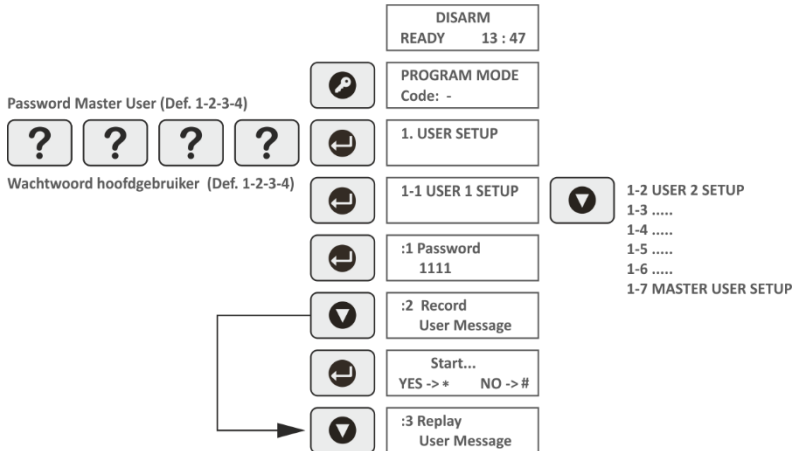 DISARM
READY 13 : 47
PROGRAM MODE
Code: -
Password Master User (Def. 1-2-3-4)
? ? ? ?
1. USER SETUP
Wachtwoord hoofdgebruiker (Def. 1-2-3-4)
1-1 USER 1 SETUP
1-2 USER 2 SETUP
1-3 .....
1-4 .....
1-5 .....
1-6 .....
1-7 MASTER USER SETUP
:1 Password
1111
:2 Record
User Message
Start...
YES -> * NO -> #
:3 Replay
User Message